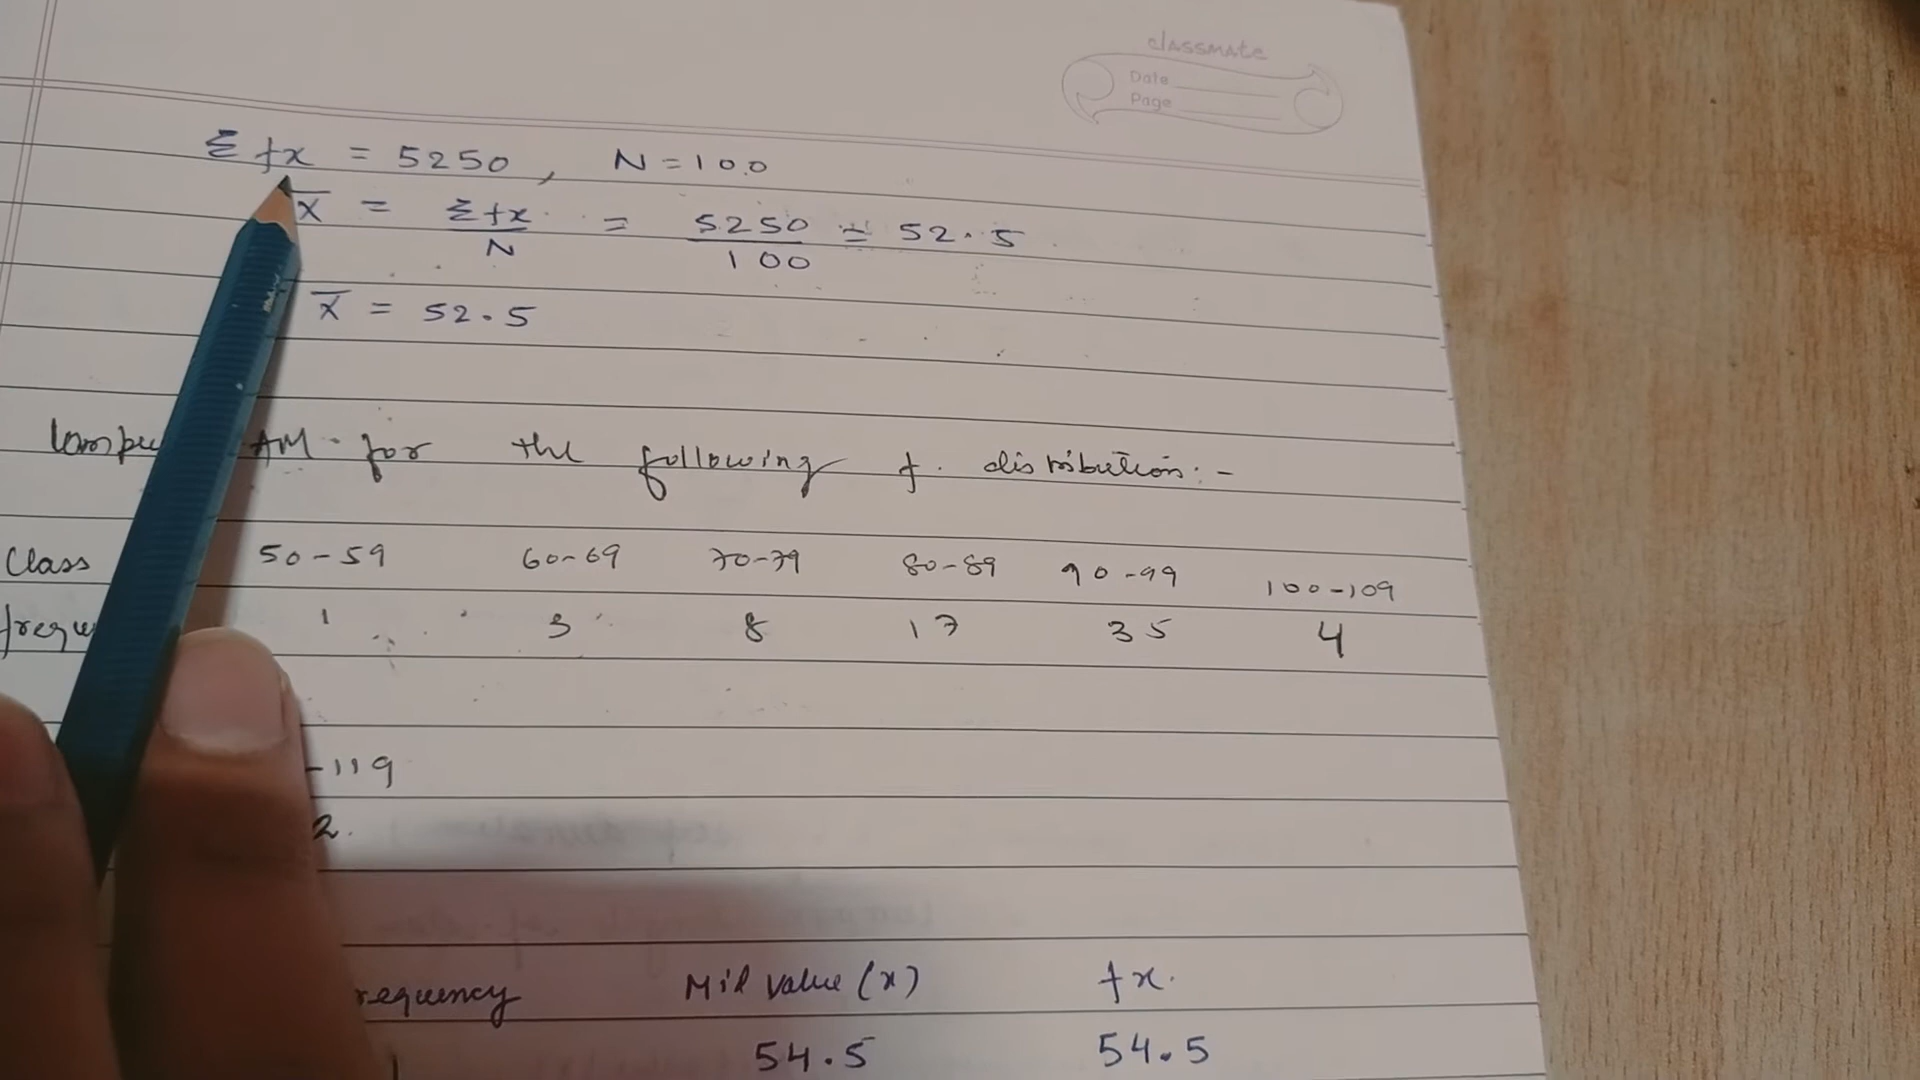 classmate
Date
Page
Σfx = 5250, N = 100
x̄ = Σfx/N = 5250/100 = 52.5
x̄ = 52.5
AM for the following f. distribution:-
Class 50-59 60-69 70-79 80-89 90-99 100-109
1 3 8 17 35 4
-119
2.
Mid value (x) fx.
1 54.5 54.5